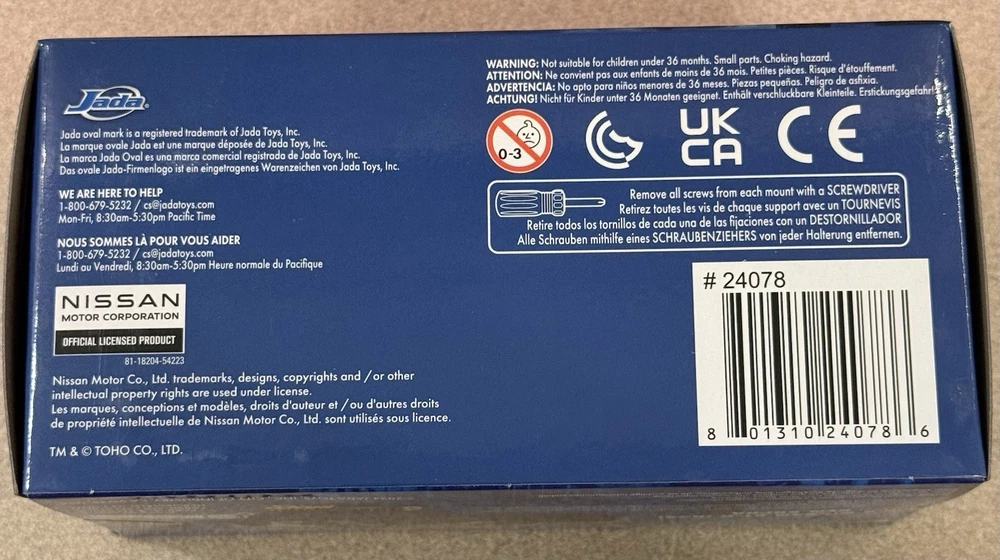 Jada®
Jada oval mark is a registered trademark of Jada Toys, Inc.
La marque ovale Jada est une marque déposée de Jada Toys, Inc.
La marca Jada Oval es una marca comercial registrada de Jada Toys, Inc.
Das ovale Jada-Firmenlogo ist ein eingetragenes Warenzeichen von Jada Toys, Inc.
WE ARE HERE TO HELP
1-800-679-5232 / cs@jadatoys.com
Mon-Fri, 8:30am-5:30pm Pacific Time
NOUS SOMMES LÀ POUR VOUS AIDER
1-800-679-5232 / cs@jadatoys.com
Lundi au Vendredi, 8:30am-5:30pm Heure normale du Pacifique
NISSAN
MOTOR CORPORATION
OFFICIAL LICENSED PRODUCT
81-18204-54223
Nissan Motor Co., Ltd. trademarks, designs, copyrights and / or other
intellectual property rights are used under license.
Les marques, conceptions et modèles, droits d'auteur et / ou d'autres droits
de propriété intellectuelle de Nissan Motor Co., Ltd. sont utilisés sous licence.
TM & © TOHO CO., LTD.
WARNING: Not suitable for children under 36 months. Small parts. Choking hazard.
ATTENTION: Ne convient pas aux enfants de moins de 36 mois. Petites pièces. Risque d'étouffement.
ADVERTENCIA: No apto para niños menores de 36 meses. Piezas pequeñas. Peligro de asfixia.
ACHTUNG! Nicht für Kinder unter 36 Monaten geeignet. Enthält verschluckbare Kleinteile. Erstickungsgefahr!
0-3
UK
CA
CE
Remove all screws from each mount with a SCREWDRIVER
Retirez toutes les vis de chaque support avec un TOURNEVIS
Retire todos los tornillos de cada una de las fijaciones con un DESTORNILLADOR
Alle Schrauben mithilfe eines SCHRAUBENZIEHERS von jeder Halterung entfernen.
# 24078
8 01310 24078 6